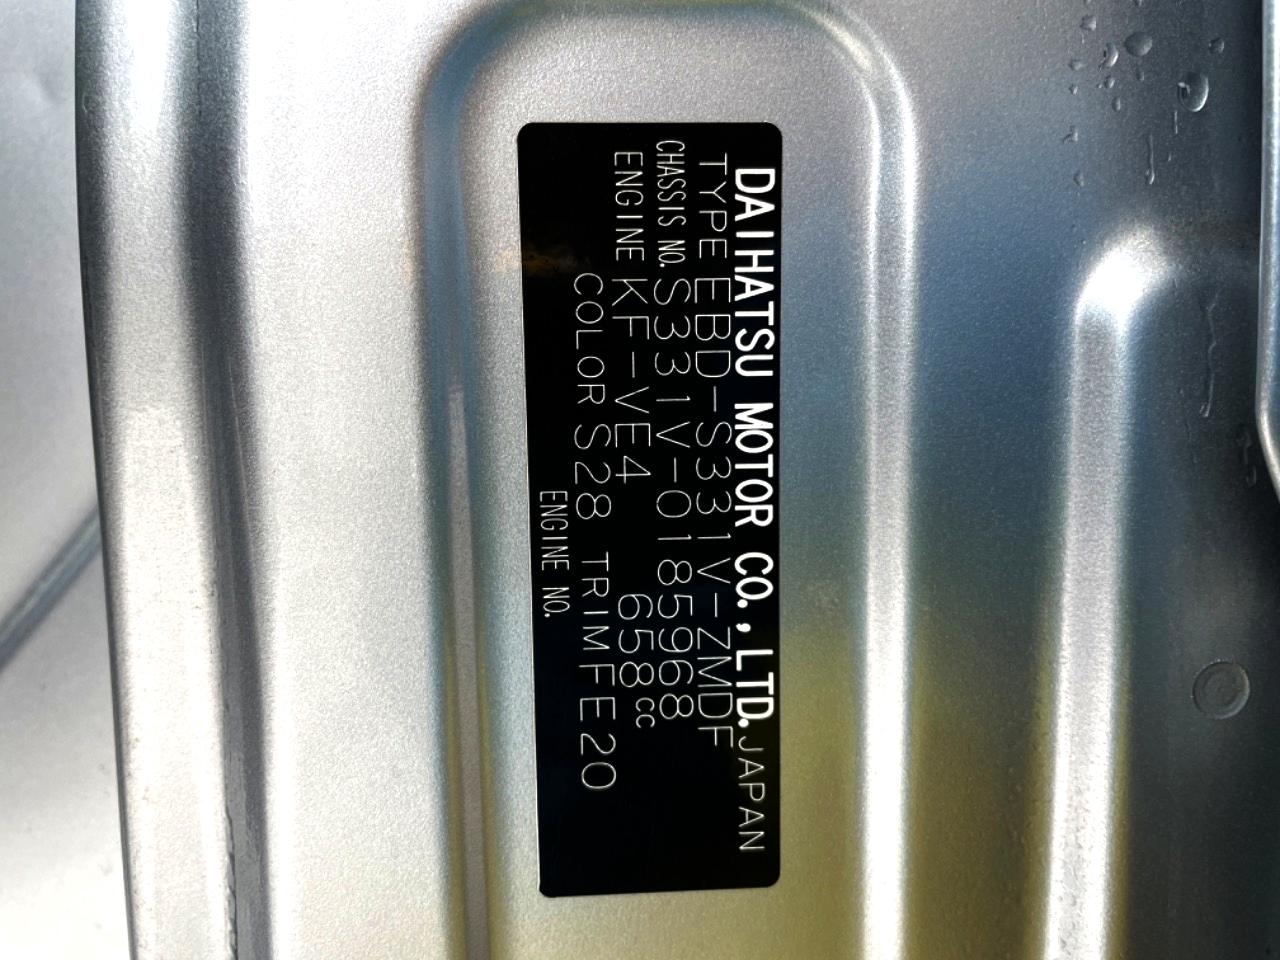 DAIHATSU MOTOR CO., LTD. JAPAN
TYPE EBD-S331V-ZMDF
CHASSIS NO. S331V-0185968
ENGINE KF-VE4 658cc
COLOR S28 TRIM FE20
ENGINE NO.